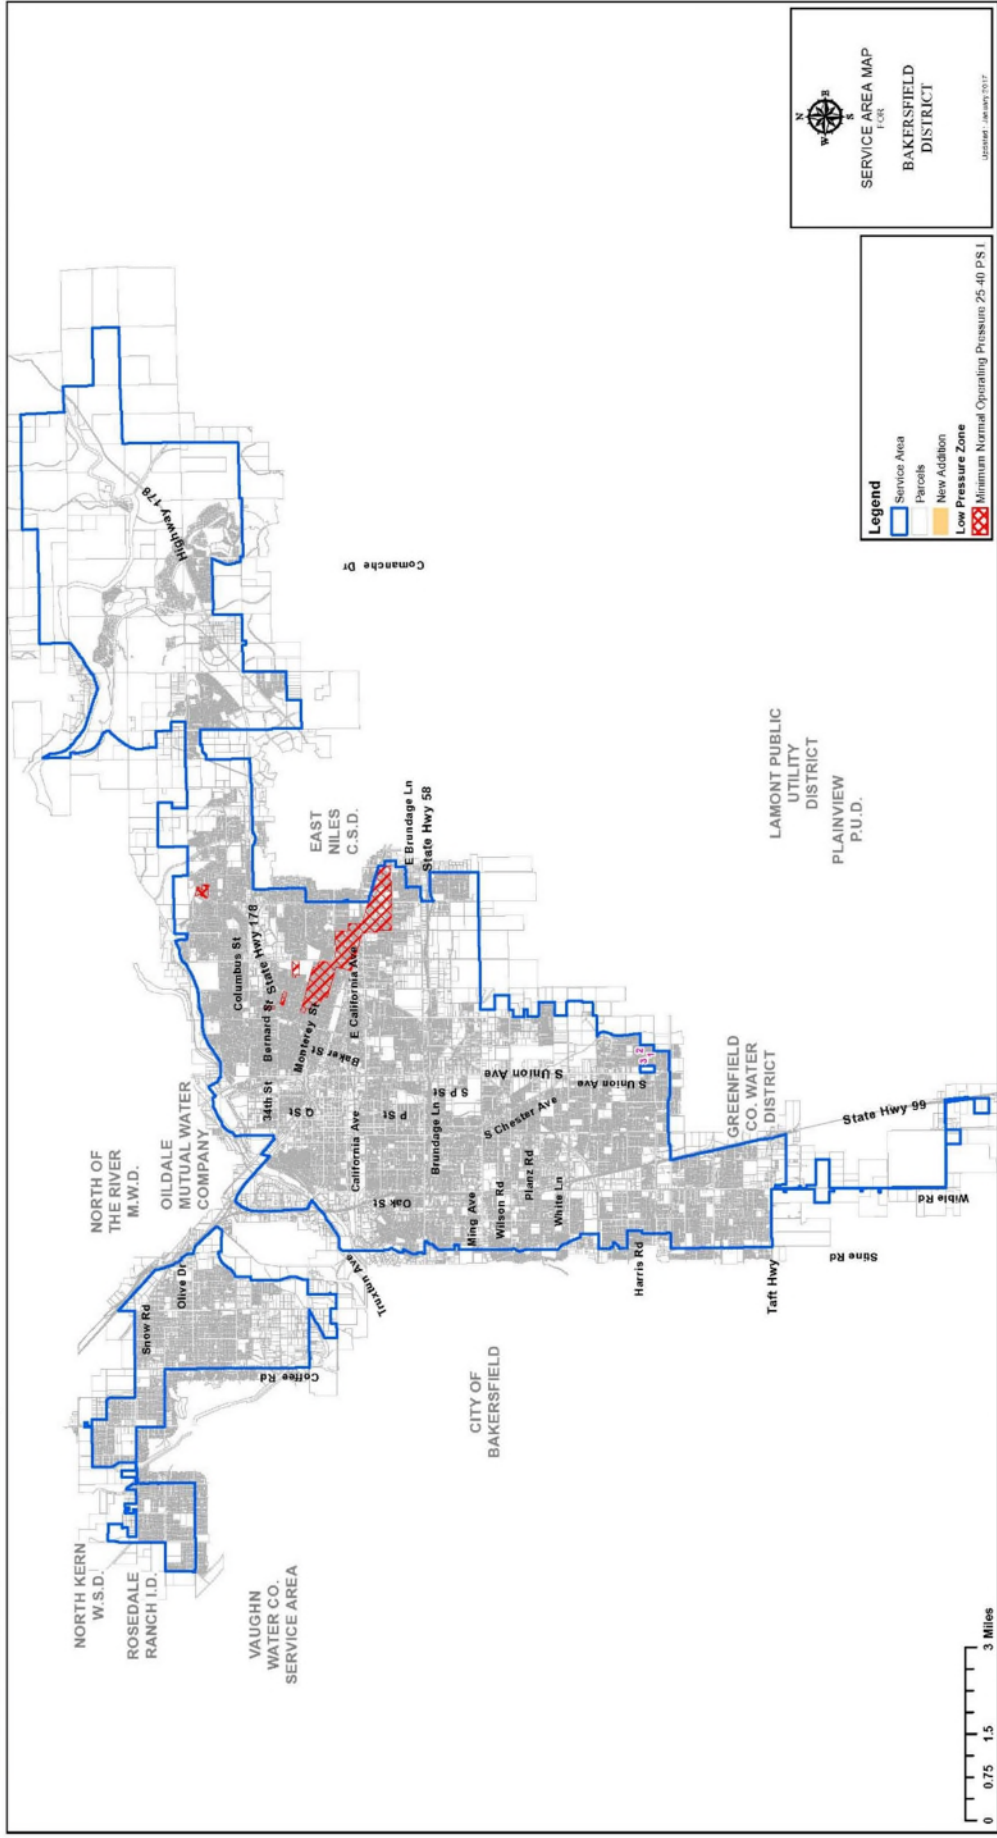 NORTH KERN
W.S.D.
ROSEDALE
RANCH I.D.
VAUGHN
WATER CO.
SERVICE AREA
NORTH OF
THE RIVER
M.W.D.
OILDALE
MUTUAL WATER
COMPANY
Snow Rd
Olive Dr
Coffee Rd
Truxtun Ave
CITY OF
BAKERSFIELD
34th St
Q St
Bernard St
State Hwy 178
Columbus St
Monterey St
Baker St
E California Ave
California Ave
P St
Oak St
Brundage Ln
S P St
EAST
NILES
C.S.D.
E Brundage Ln
State Hwy 58
Highway 178
Comanche Dr
Ming Ave
Wilson Rd
Planz Rd
White Ln
S Chester Ave
S Union Ave
S Union Ave
3
2
1
Harris Rd
Taft Hwy
Stine Rd
Wible Rd
State Hwy 99
GREENFIELD
CO. WATER
DISTRICT
LAMONT PUBLIC
UTILITY
DISTRICT
PLAINVIEW
P.U.D.
0 0.75 1.5 3 Miles
Legend
Service Area
Parcels
New Addition
Low Pressure Zone
Minimum Normal Operating Pressure 25-40 P.S.I.
N
W E
S
SERVICE AREA MAP
FOR
BAKERSFIELD
DISTRICT
Updated: January 2017